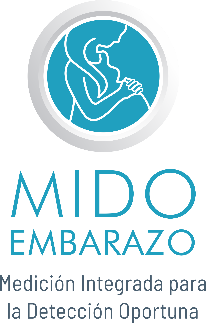 MIDO
EMBARAZO
Medición Integrada para
la Detección Oportuna